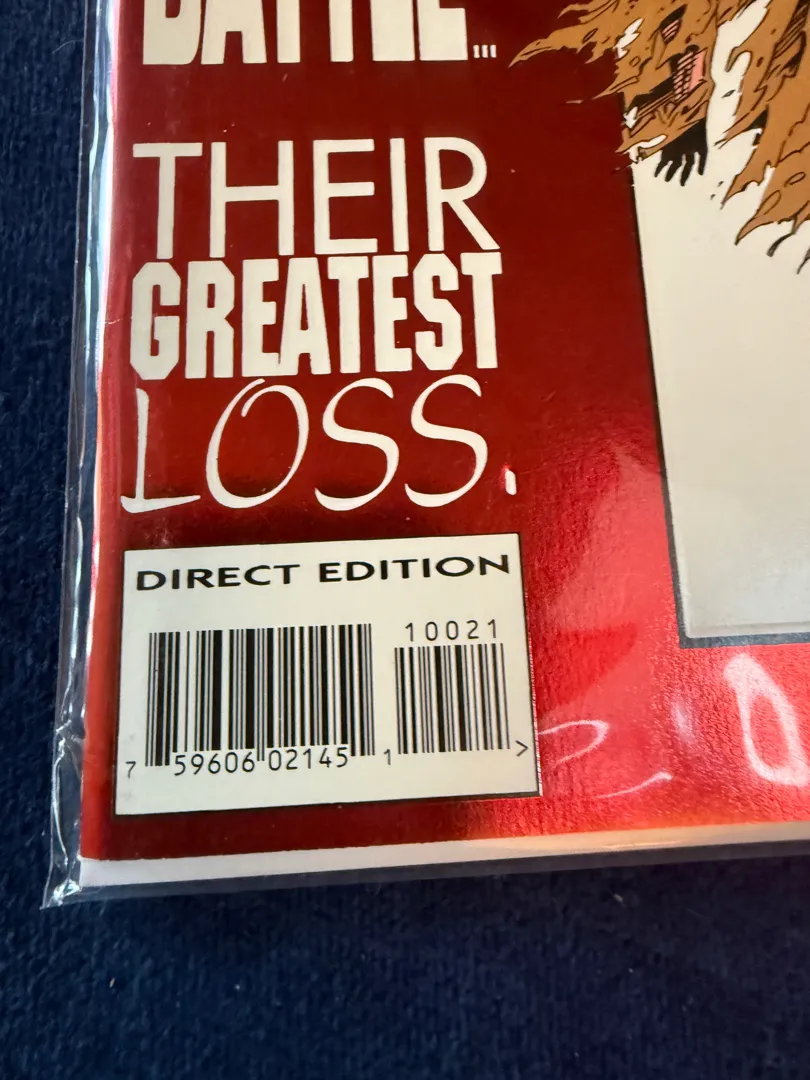 BATTLE...
THEIR
GREATEST
LOSS.
DIRECT EDITION
10021
7 59606 02145 1 >